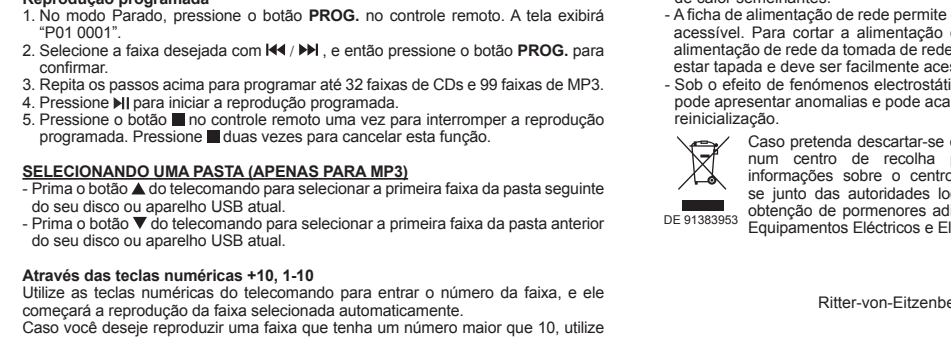 Reprodução programada
1. No modo Parado, pressione o botão PROG. no controle remoto. A tela exibirá
“P01 0001”.
2. Selecione a faixa desejada com ⏮ / ⏭ , e então pressione o botão PROG. para
confirmar.
3. Repita os passos acima para programar até 32 faixas de CDs e 99 faixas de MP3.
4. Pressione ⏯ para iniciar a reprodução programada.
5. Pressione o botão ■ no controle remoto uma vez para interromper a reprodução
programada. Pressione ■ duas vezes para cancelar esta função.
SELECIONANDO UMA PASTA (APENAS PARA MP3)
- Prima o botão ▲ do telecomando para selecionar a primeira faixa da pasta seguinte
do seu disco ou aparelho USB atual.
- Prima o botão ▼ do telecomando para selecionar a primeira faixa da pasta anterior
do seu disco ou aparelho USB atual.
Através das teclas numéricas +10, 1-10
Utilize as teclas numéricas do telecomando para entrar o número da faixa, e ele
começará a reprodução da faixa selecionada automaticamente.
Caso você deseje reproduzir uma faixa que tenha um número maior que 10, utilize
de calor semelhantes.
- A ficha de alimentação de rede permite
acessível. Para cortar a alimentação
alimentação de rede da tomada de rede
estar tapada e deve ser facilmente
- Sob o efeito de fenómenos
pode apresentar anomalias e pode
reinicialização.
Caso pretenda descartar-se
num centro de recolha
informações sobre o centro
se junto das autoridades
obtenção de pormenores
Equipamentos Eléctricos e
DE 91383953